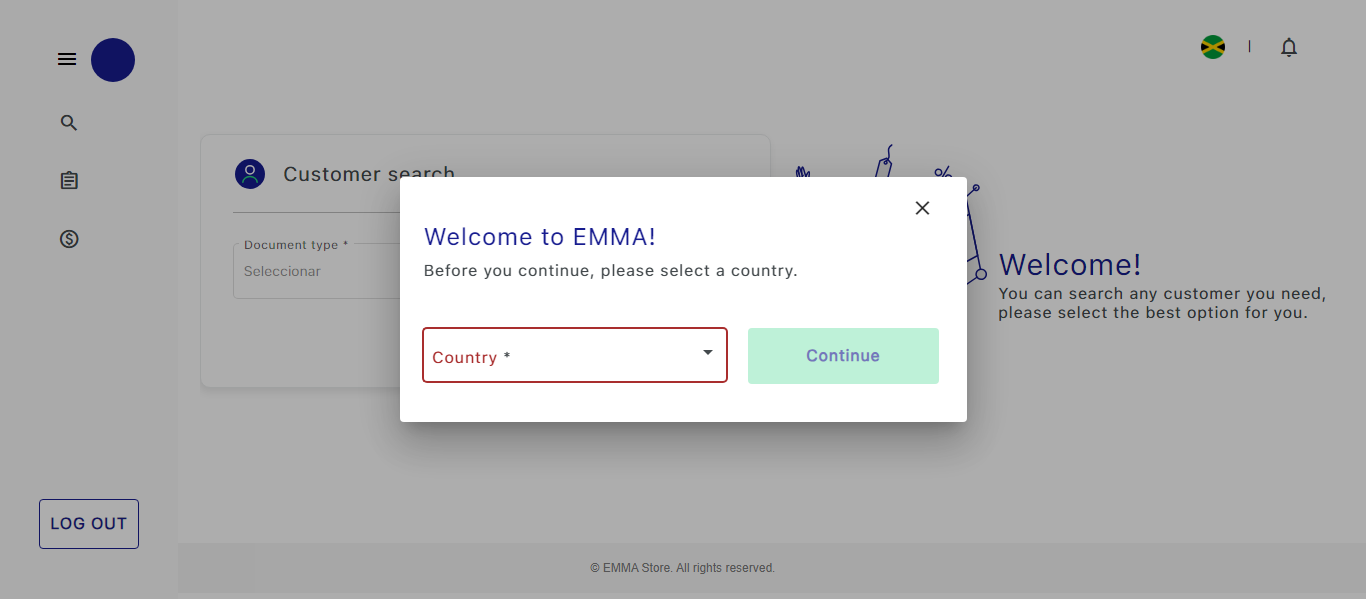 Customer search
Document type *
Seleccionar
%
Welcome to EMMA!
Before you continue, please select a country.
Country *
Continue
Welcome!
You can search any customer you need,
please select the best option for you.
LOG OUT
© EMMA Store. All rights reserved.